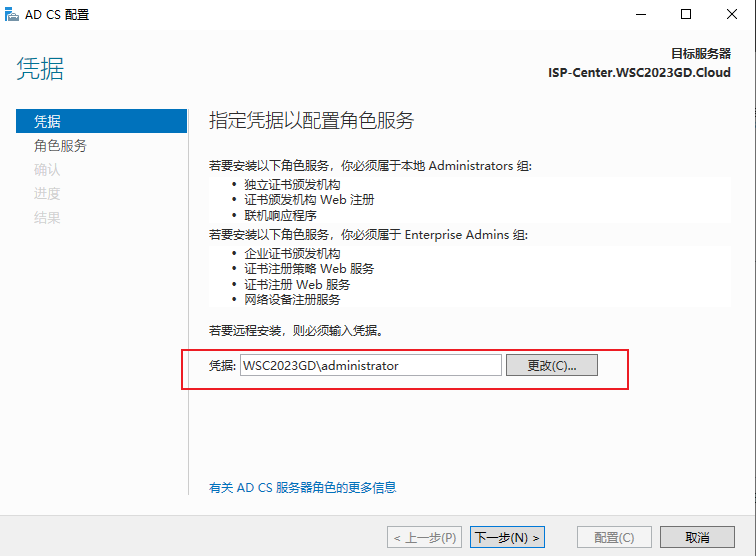 AD CS 配置
凭据
目标服务器
ISP-Center.WSC2023GD.Cloud
凭据
角色服务
确认
进度
结果
指定凭据以配置角色服务
若要安装以下角色服务，你必须属于本地 Administrators 组:
• 独立证书颁发机构
• 证书颁发机构 Web 注册
• 联机响应程序
若要安装以下角色服务，你必须属于 Enterprise Admins 组:
• 企业证书颁发机构
• 证书注册策略 Web 服务
• 证书注册 Web 服务
• 网络设备注册服务
若要远程安装，则必须输入凭据。
凭据: WSC2023GD\administrator 更改(C)...
有关 AD CS 服务器角色的更多信息
< 上一步(P) 下一步(N) > 配置(C) 取消